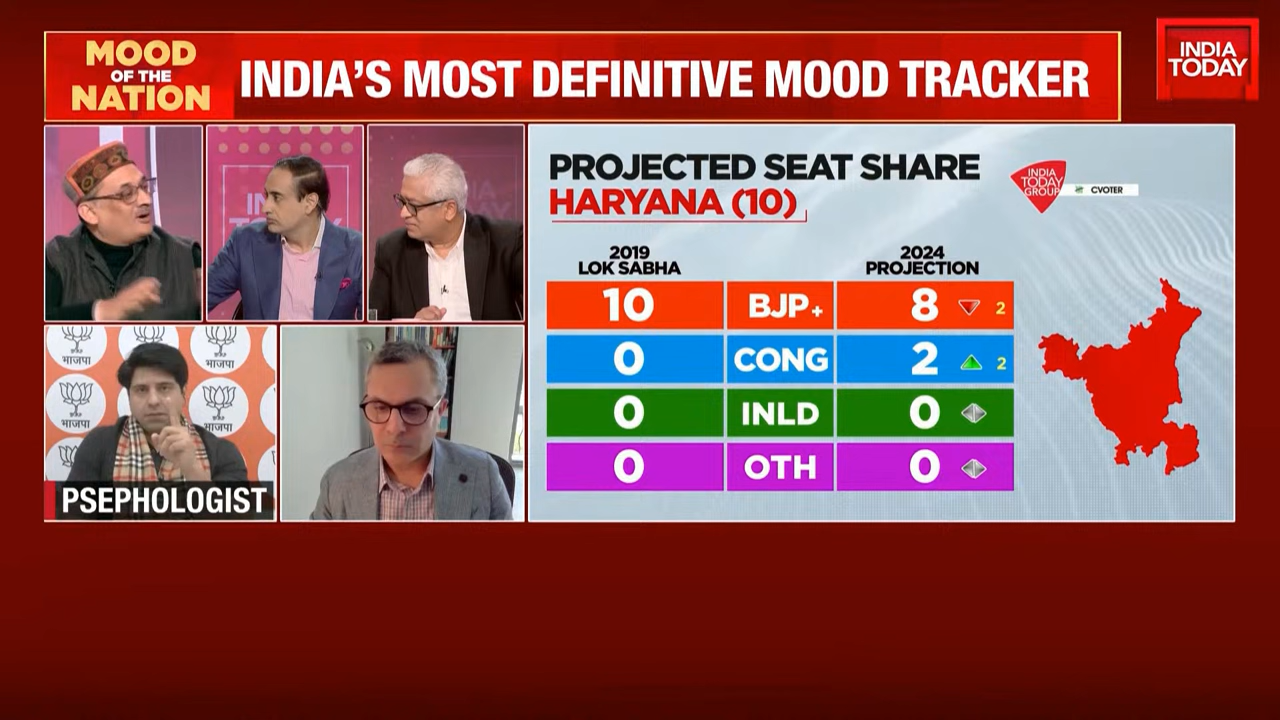 MOOD
OF THE
NATION
INDIA'S MOST DEFINITIVE MOOD TRACKER
INDIA
TODAY
PROJECTED SEAT SHARE
HARYANA (10)
INDIA
TODAY
GROUP
CVOTER
2019
LOK SABHA
2024
PROJECTION
10 BJP+ 8 2
0 CONG 2 2
0 INLD 0
0 OTH 0
भाजपा
भाजपा
भाजपा
भाजपा
PSEPHOLOGIST